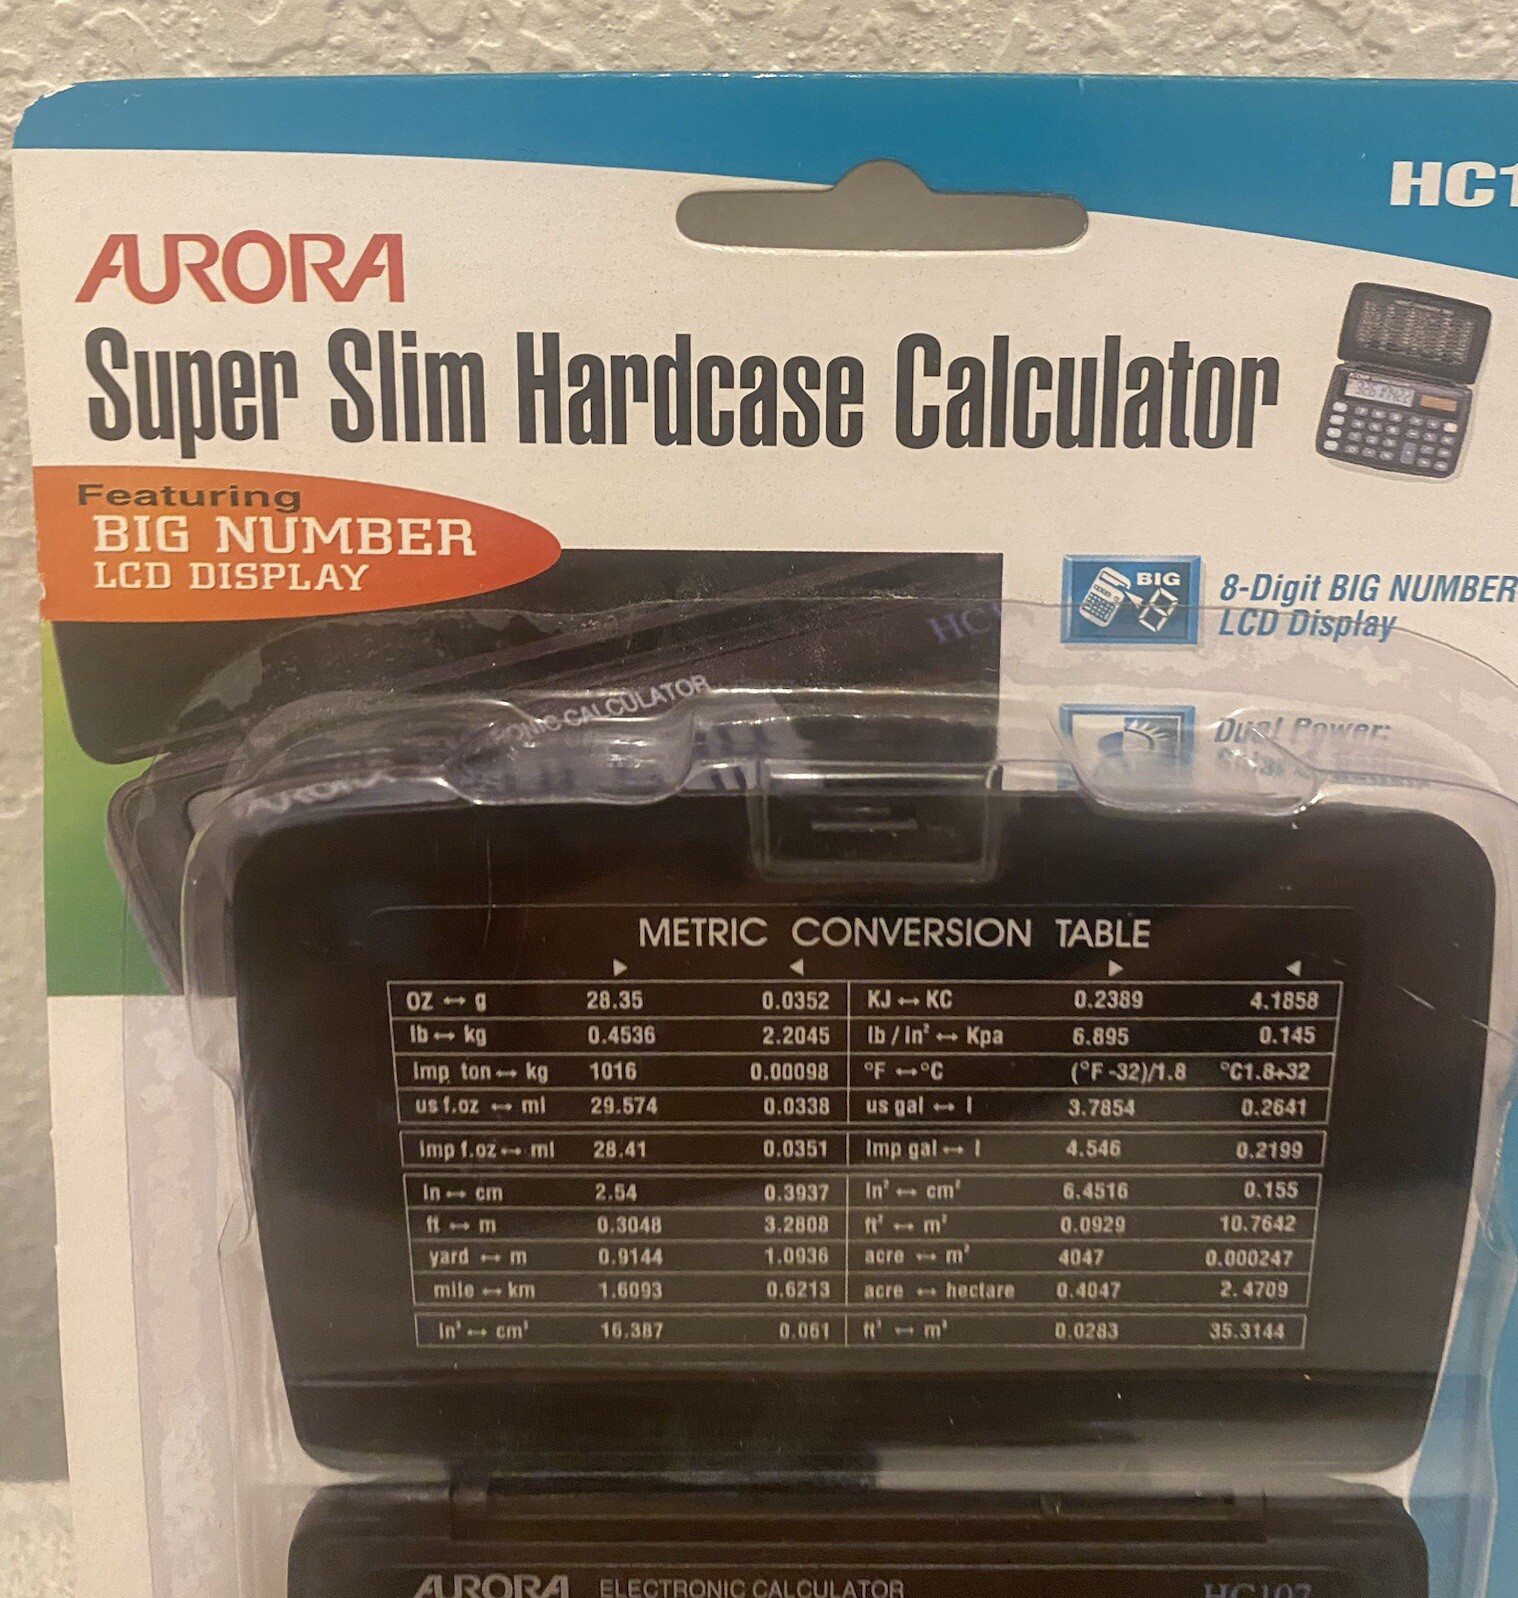 HC1
AURORA
Super Slim Hardcase Calculator
Featuring
BIG NUMBER
LCD DISPLAY
BIG
8-Digit BIG NUMBER
LCD Display
HC1
CALCULATOR
AURORA
Dual Power:
METRIC CONVERSION TABLE
▶ ◀ ▶ ◀
oz ↔ g 28.35 0.0352 KJ ↔ KC 0.2389 4.1858
lb ↔ kg 0.4536 2.2045 lb / in² ↔ Kpa 6.895 0.145
imp ton ↔ kg 1016 0.00098 °F ↔ °C (°F -32)/1.8 °C1.8+32
us f.oz ↔ ml 29.574 0.0338 us gal ↔ l 3.7854 0.2641
imp f.oz ↔ ml 28.41 0.0351 imp gal ↔ l 4.546 0.2199
in ↔ cm 2.54 0.3937 in² ↔ cm² 6.4516 0.155
ft ↔ m 0.3048 3.2808 ft² ↔ m² 0.0929 10.7642
yard ↔ m 0.9144 1.0936 acre ↔ m² 4047 0.000247
mile ↔ km 1.6093 0.6213 acre ↔ hectare 0.4047 2.4709
in³ ↔ cm³ 16.387 0.061 ft³ ↔ m³ 0.0283 35.3144
AURORA ELECTRONIC CALCULATOR HC107